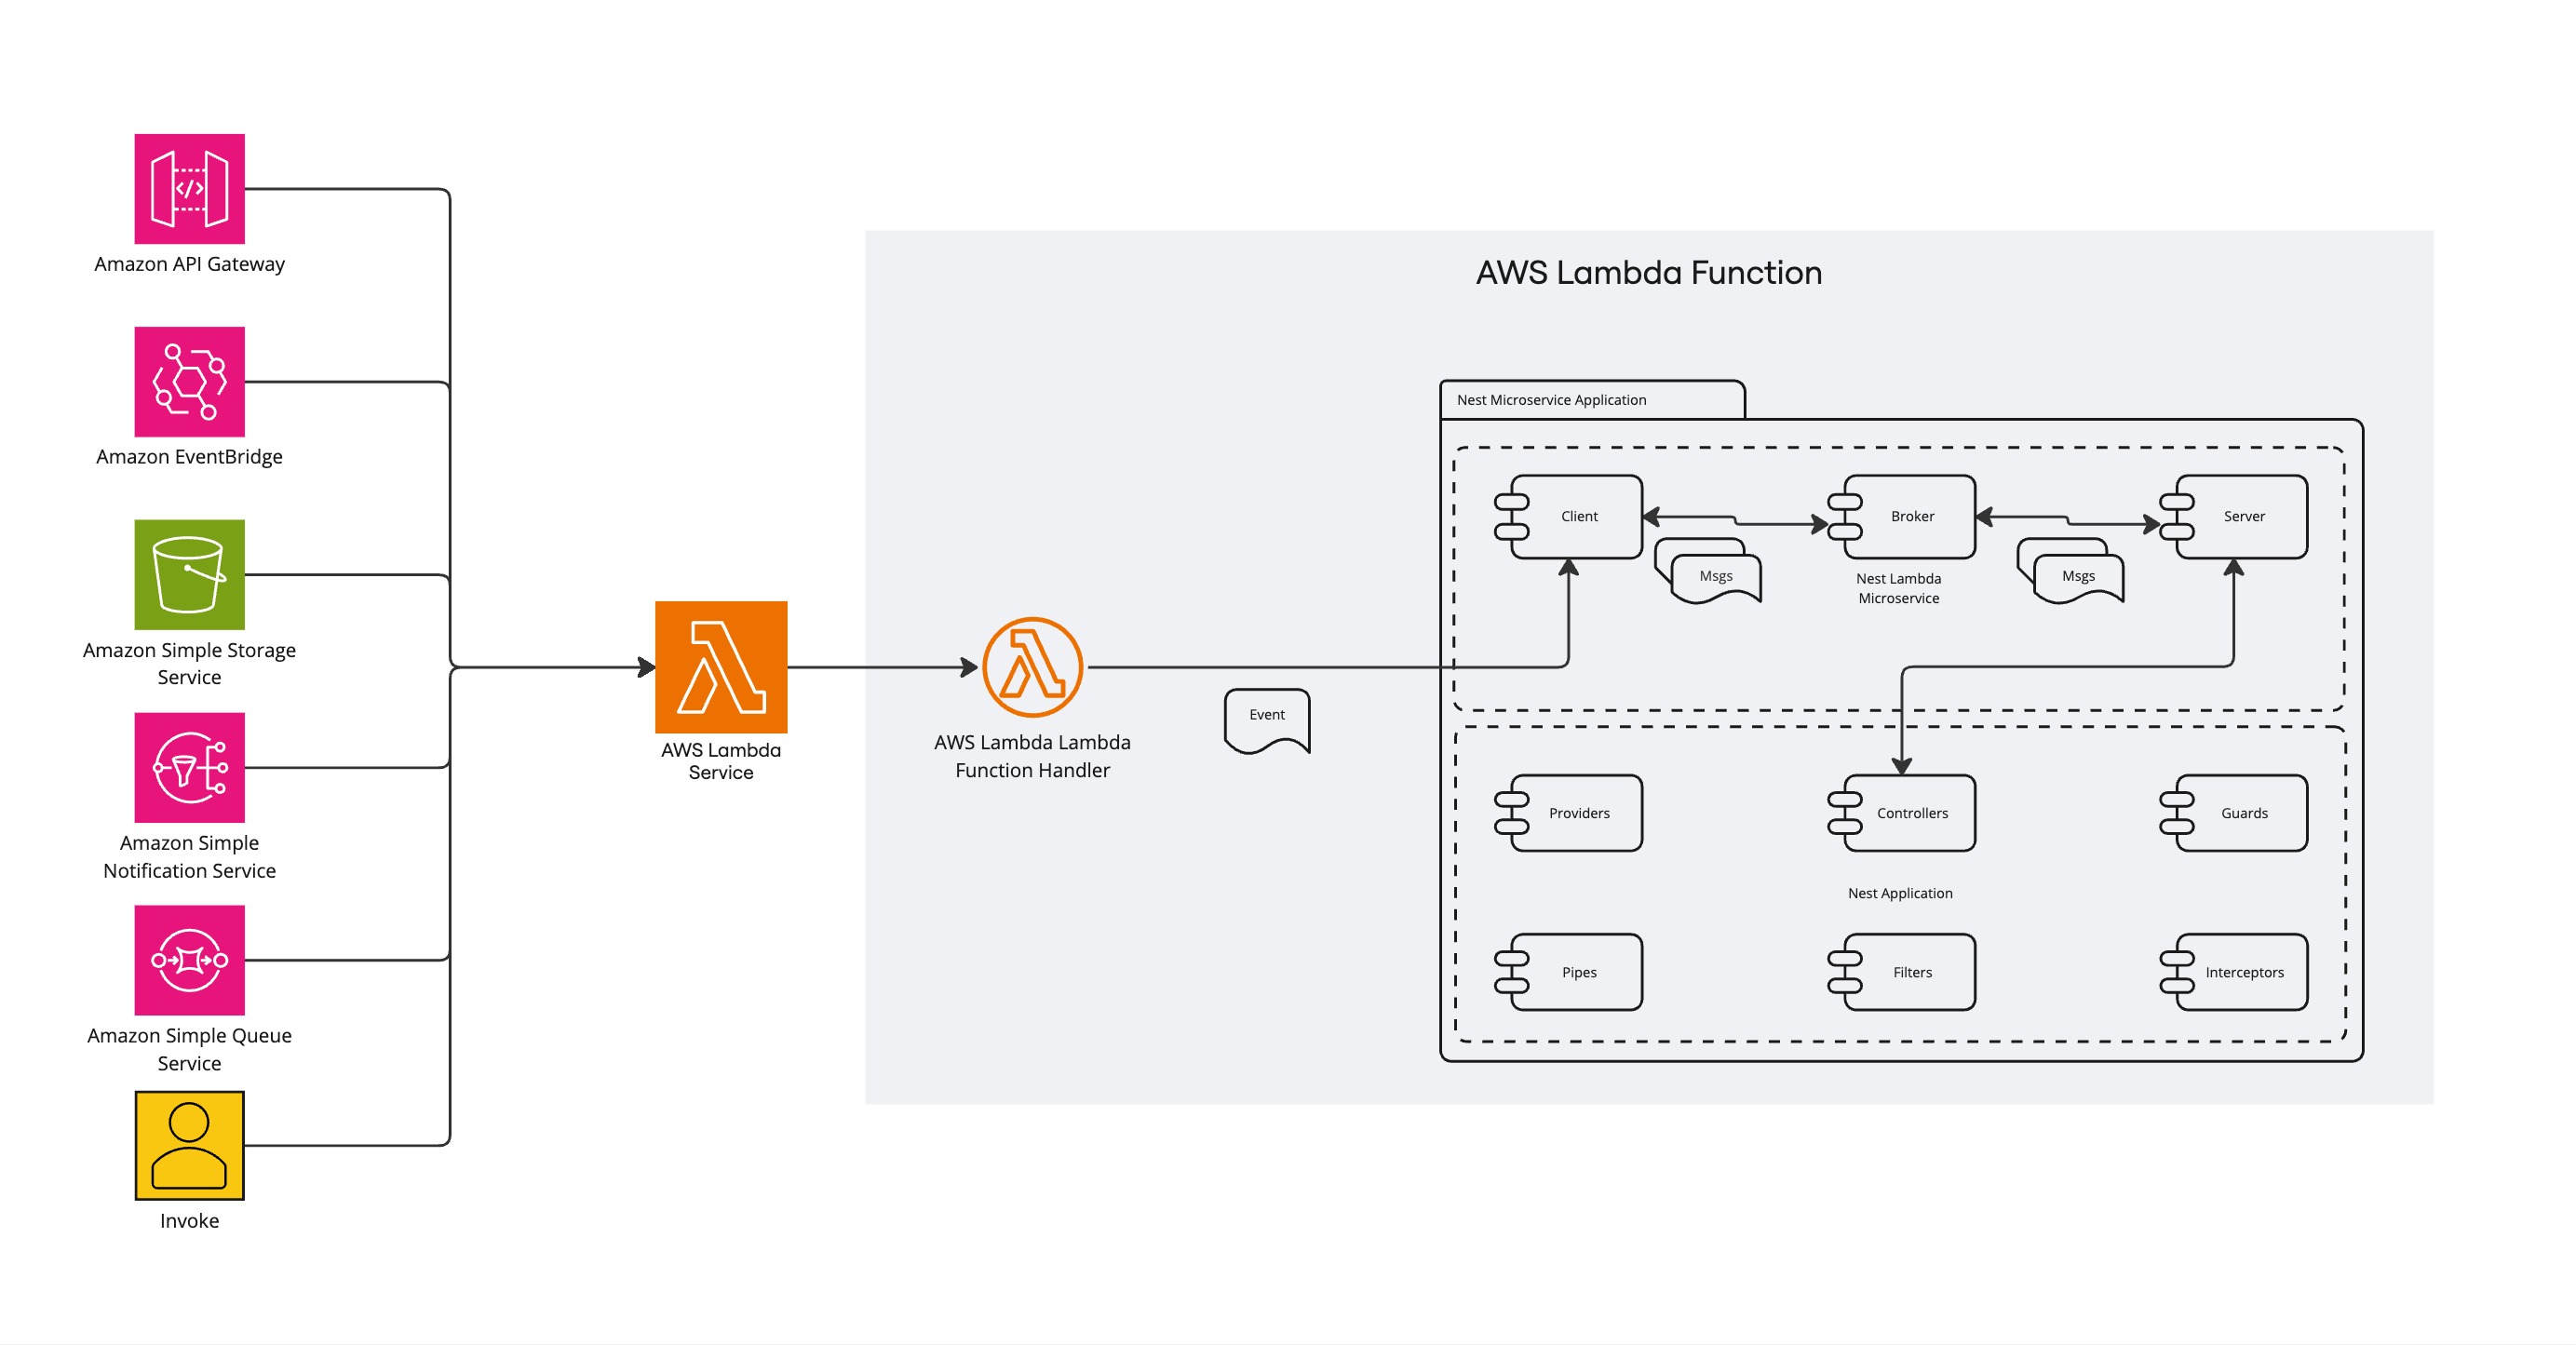 Amazon API Gateway
Amazon EventBridge
Amazon Simple Storage
Service
Amazon Simple
Notification Service
Amazon Simple Queue
Service
Invoke
AWS Lambda
Service
AWS Lambda Function
AWS Lambda Lambda
Function Handler
Event
Nest Microservice Application
Client
Msgs
Broker
Nest Lambda
Microservice
Msgs
Server
Providers
Controllers
Guards
Nest Application
Pipes
Filters
Interceptors